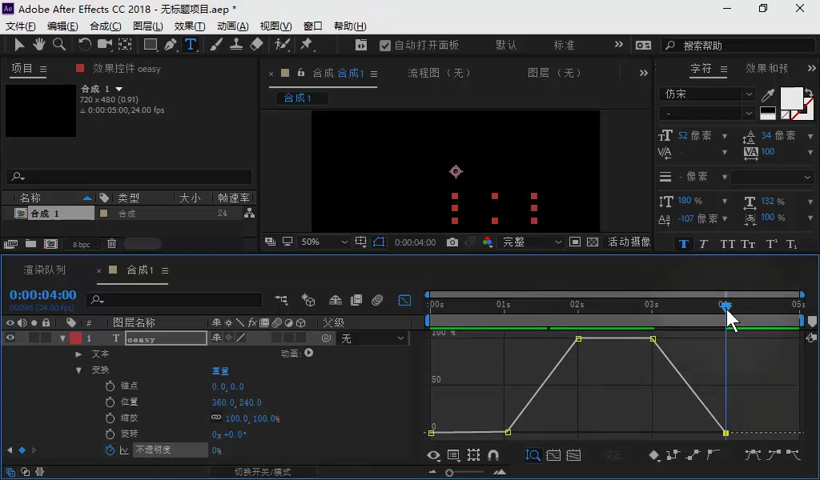 Adobe After Effects CC 2018 - 无标题项目.aep *
文件(F) 编辑(E) 合成(C) 图层(L) 效果(T) 动画(A) 视图(V) 窗口 帮助(H)
自动打开面板 默认 标准 搜索帮助
项目 效果控件 oeasy
合成 合成1 流程图 (无) 图层 (无)
字符 效果和预
合成1
720 x 480 (0.91)
Δ 0:00:05:00, 24.00 fps
合成1
仿宋
-
52 像素 34 像素
100
- 像素
180 % 132 %
-107 像素 100 %
T T TT Tt T¹ T₁
名称 类型 大小 帧速率
合成 1 合成 24
8 bpc
50% 0:00:04:00 完整 活动摄像
渲染队列 合成1
0:00:04:00
00096 (24.00 fps)
# 图层名称 父级
1 T oeasy 无
文本 动画:
变换 重置
锚点 0.0,0.0
位置 360.0,240.0
缩放 100.0,100.0%
旋转 0x+0.0°
不透明度 0%
切换开关/模式
:00s 01s 02s 03s 04s 05s
100 %
50
0